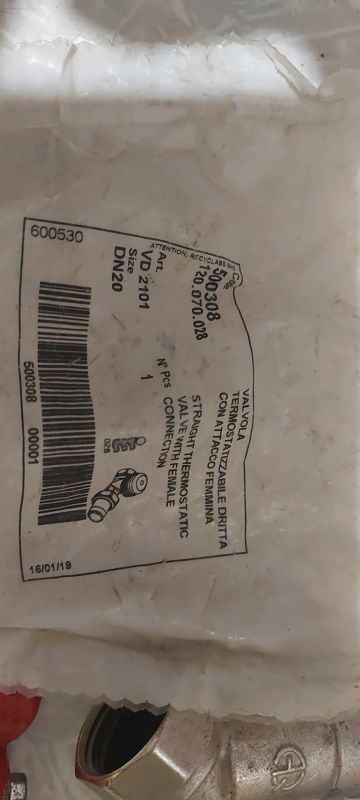 VALVOLA
TERMOSTATIZZABILE DRITTA
CON ATTACCO FEMMINA
STRAIGHT THERMOSTATIC
VALVE WITH FEMALE
CONNECTION
500308
120.070.028
ATTENTION, RECYCLABLE BAG
N° Pcs
1
Art.
VD 2101
Size
DN20
028
600530
500308 00001
16/01/19